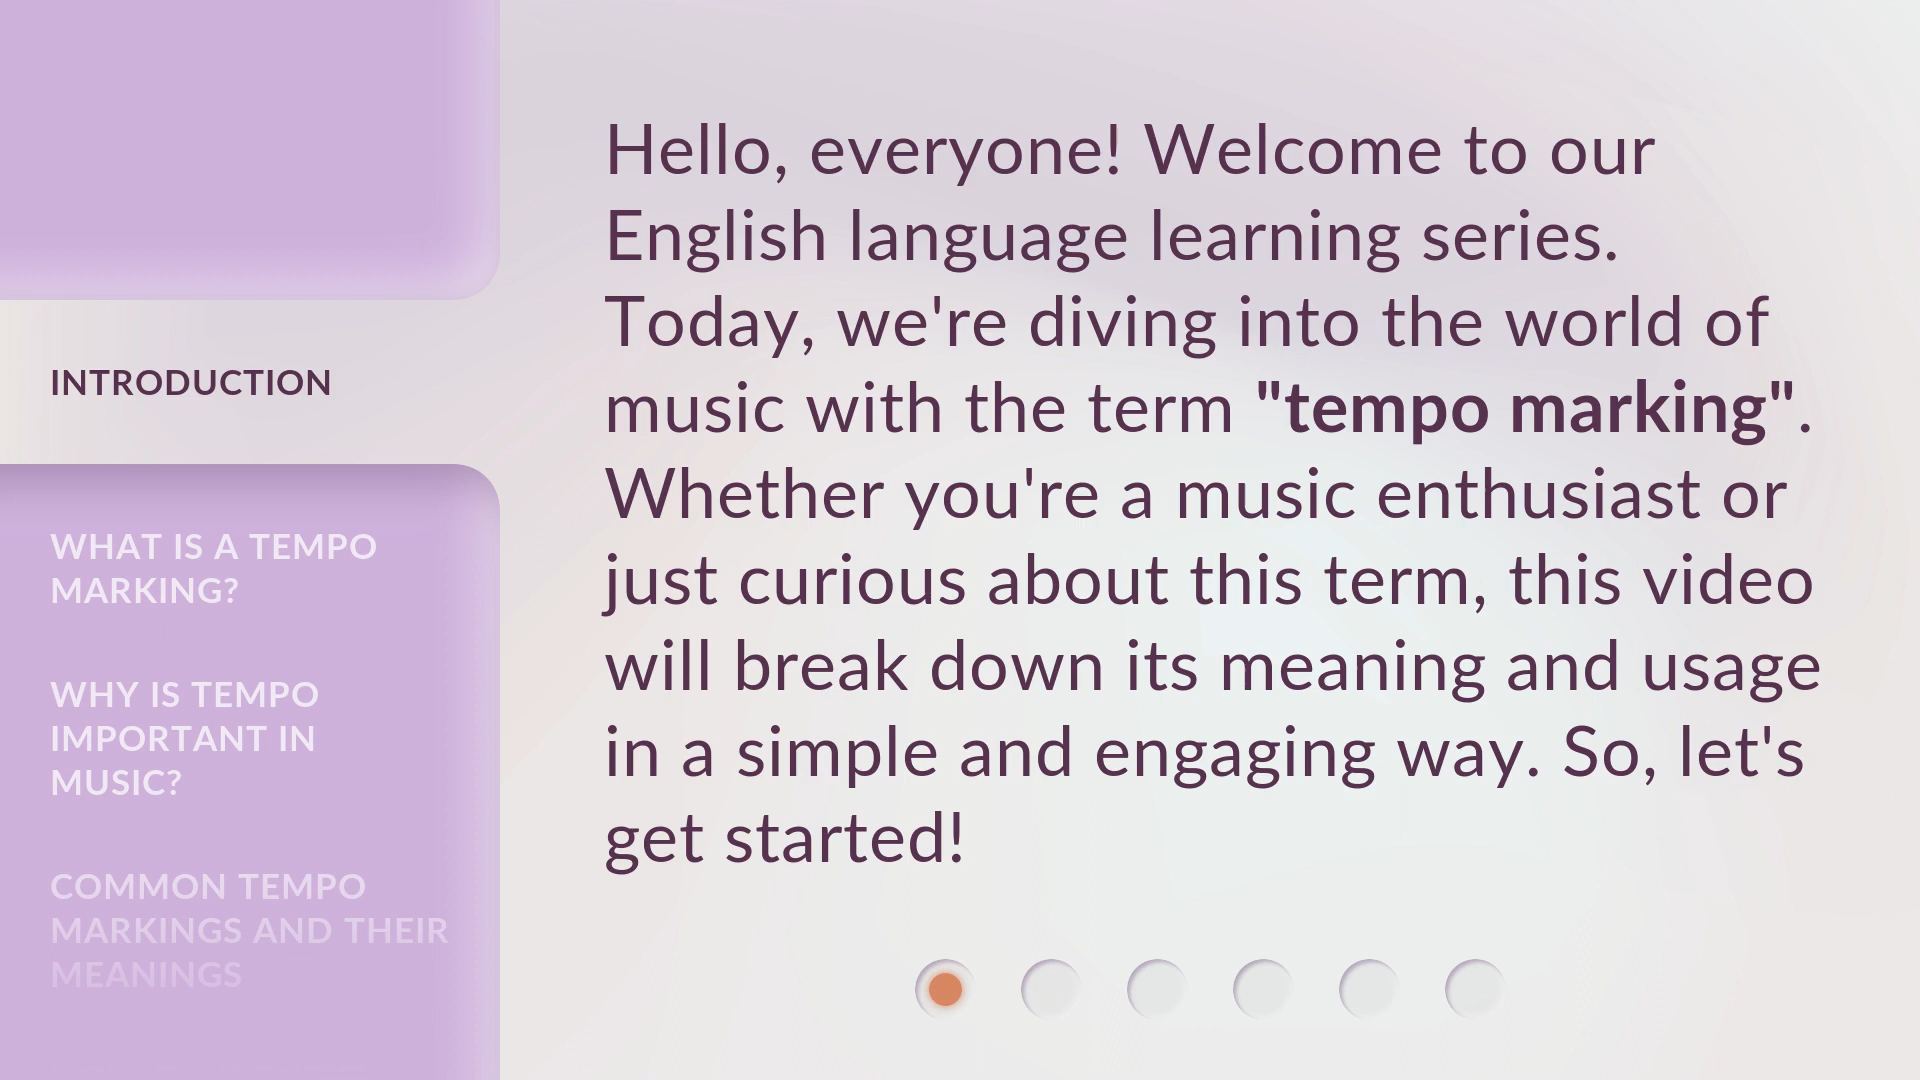 INTRODUCTION
WHAT IS A TEMPO
MARKING?
WHY IS TEMPO
IMPORTANT IN
MUSIC?
COMMON TEMPO
MARKINGS AND THEIR
MEANINGS
Hello, everyone! Welcome to our
English language learning series.
Today, we're diving into the world of
music with the term "tempo marking".
Whether you're a music enthusiast or
just curious about this term, this video
will break down its meaning and usage
in a simple and engaging way. So, let's
get started!